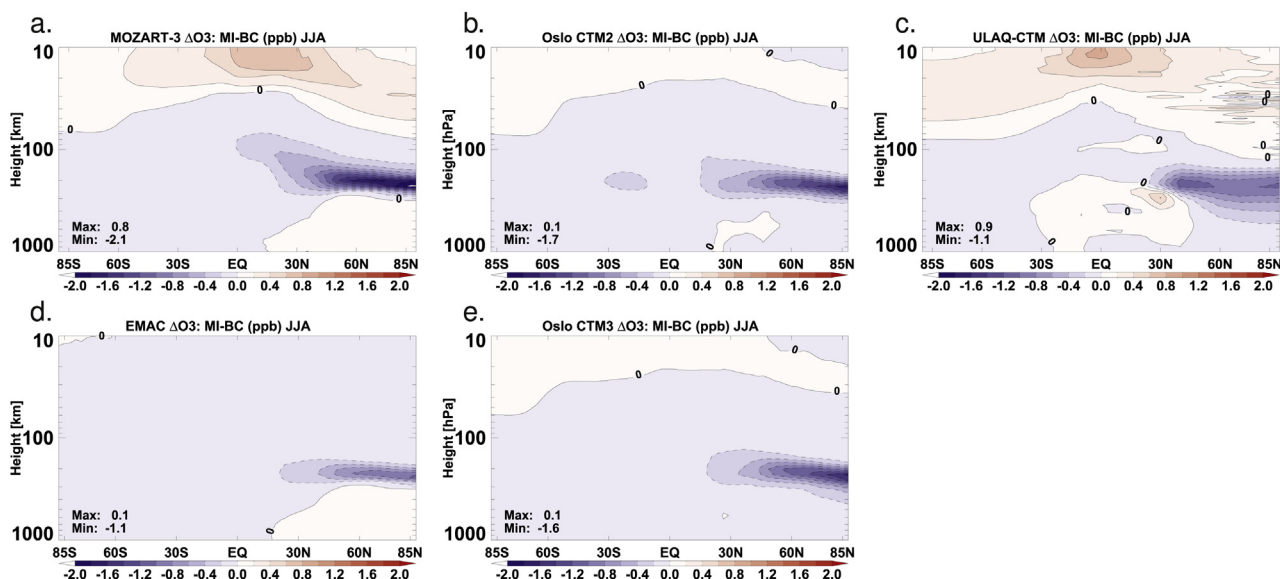 a.
MOZART-3 ΔO3: MI-BC (ppb) JJA
10
100
1000
Height [km]
0
0
0
Max: 0.8
Min: -2.1
85S 60S 30S EQ 30N 60N 85N
-2.0 -1.6 -1.2 -0.8 -0.4 0.0 0.4 0.8 1.2 1.6 2.0
b.
Oslo CTM2 ΔO3: MI-BC (ppb) JJA
10
100
1000
Height [hPa]
0
0
0
0
Max: 0.1
Min: -1.7
85S 60S 30S EQ 30N 60N 85N
-2.0 -1.6 -1.2 -0.8 -0.4 0.0 0.4 0.8 1.2 1.6 2.0
c.
ULAQ-CTM ΔO3: MI-BC (ppb) JJA
10
100
1000
Height [km]
0
0
0
0
0
0
0
0
0
Max: 0.9
Min: -1.1
85S 60S 30S EQ 30N 60N 85N
-2.0 -1.6 -1.2 -0.8 -0.4 0.0 0.4 0.8 1.2 1.6 2.0
d.
EMAC ΔO3: MI-BC (ppb) JJA
10
100
1000
Height [km]
0
0
Max: 0.1
Min: -1.1
85S 60S 30S EQ 30N 60N 85N
-2.0 -1.6 -1.2 -0.8 -0.4 0.0 0.4 0.8 1.2 1.6 2.0
e.
Oslo CTM3 ΔO3: MI-BC (ppb) JJA
10
100
1000
Height [hPa]
0
0
0
Max: 0.1
Min: -1.6
85S 60S 30S EQ 30N 60N 85N
-2.0 -1.6 -1.2 -0.8 -0.4 0.0 0.4 0.8 1.2 1.6 2.0